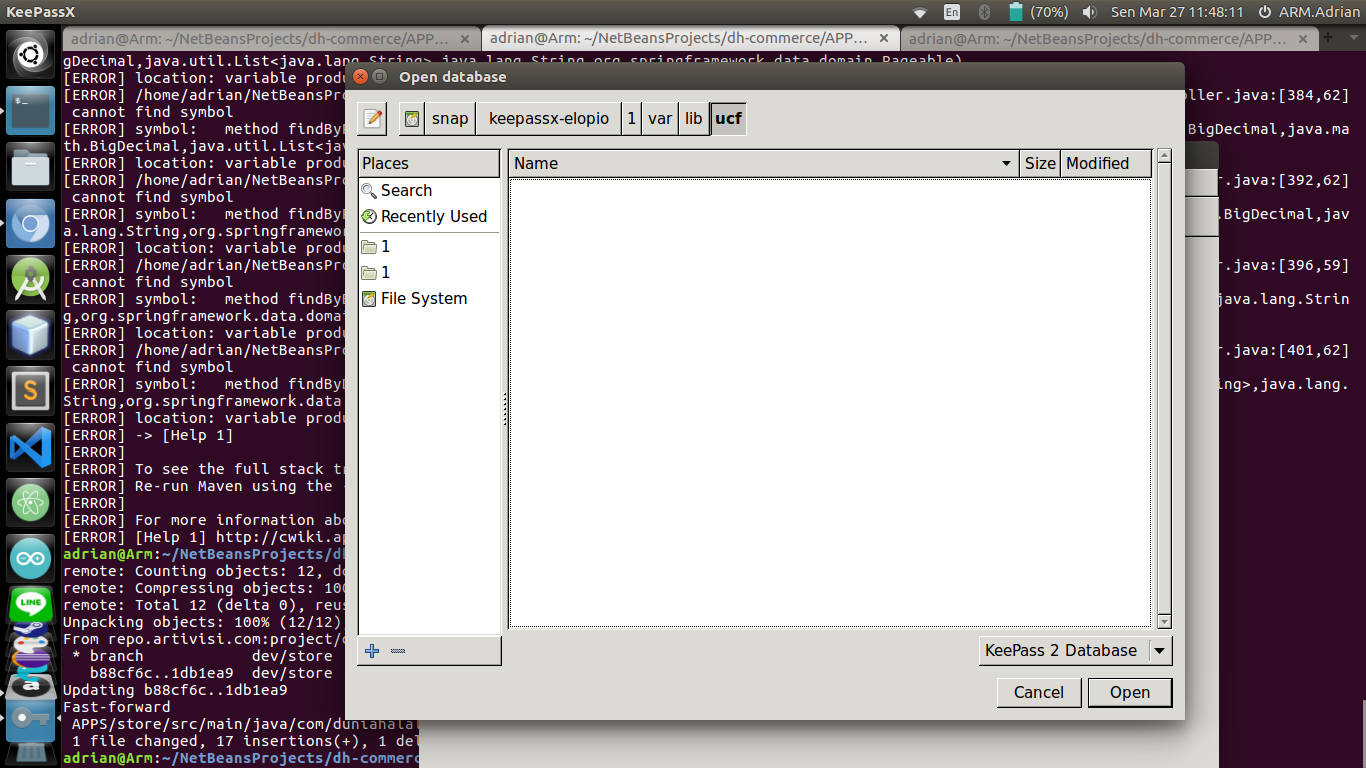 KeePassX
En
(70%)
Sen Mar 27 11:48:11
ARM.Adrian
adrian@Arm: ~/NetBeansProjects/dh-commerce/APP... ×
adrian@Arm: ~/NetBeansProjects/dh-commerce/APP... ×
adrian@Arm: ~/NetBeansProjects/dh-commerce/APP... ×
gDecimal,java.util.List<java.lang.String>,java.lang.String,org.springframework.data.domain.Pageable)
[ERROR] location: variable produ
[ERROR] /home/adrian/NetBeansPro ller.java:[384,62]
cannot find symbol
[ERROR] symbol: method findByP BigDecimal,java.ma
th.BigDecimal,java.util.List<jav
[ERROR] location: variable produ
[ERROR] /home/adrian/NetBeansPro r.java:[392,62]
cannot find symbol
[ERROR] symbol: method findByP .BigDecimal,jav
a.lang.String,org.springframewor
[ERROR] location: variable produ
[ERROR] /home/adrian/NetBeansPro r.java:[396,59]
cannot find symbol
[ERROR] symbol: method findByB java.lang.Strin
g,org.springframework.data.domai
[ERROR] location: variable produ
[ERROR] /home/adrian/NetBeansPro r.java:[401,62]
cannot find symbol
[ERROR] symbol: method findByB ing>,java.lang.
String,org.springframework.data
[ERROR] location: variable produ
[ERROR] -> [Help 1]
[ERROR]
[ERROR] To see the full stack tr
[ERROR] Re-run Maven using the
[ERROR]
[ERROR] For more information abo
[ERROR] [Help 1] http://cwiki.ap
adrian@Arm:~/NetBeansProjects/dh
remote: Counting objects: 12, do
remote: Compressing objects: 100
remote: Total 12 (delta 0), reus
Unpacking objects: 100% (12/12)
From repo.artivisi.com:project/d
* branch dev/store
b88cf6c..1db1ea9 dev/store
Updating b88cf6c..1db1ea9
Fast-forward
APPS/store/src/main/java/com/duniahalal
1 file changed, 17 insertions(+), 1 del
adrian@Arm:~/NetBeansProjects/dh-commerc
Open database
snap
keepassx-elopio
1
var
lib
ucf
Places
Name
Size
Modified
Search
Recently Used
1
1
File System
KeePass 2 Database
Cancel
Open
LINE